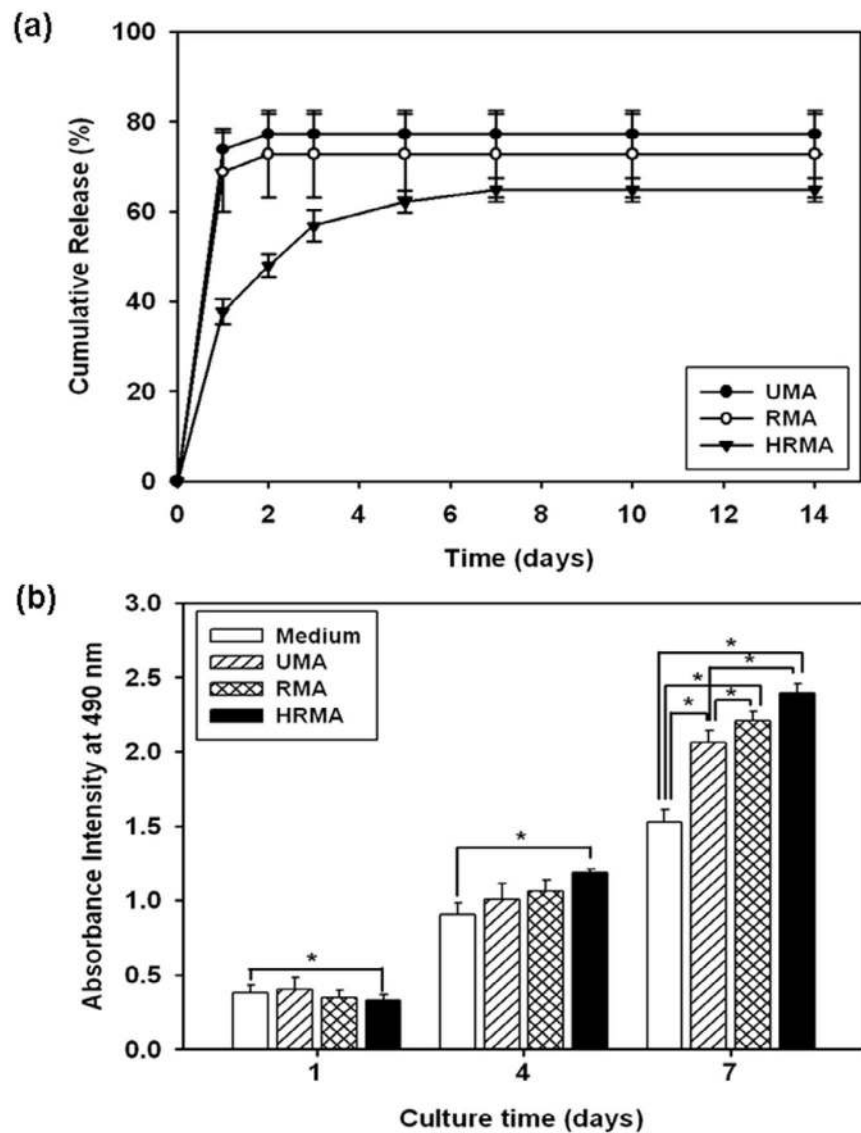 (a)
100
80
60
40
20
0
Cumulative Release (%)
UMA
RMA
HRMA
0 2 4 6 8 10 12 14
Time (days)
(b)
3.0
2.5
2.0
1.5
1.0
0.5
0.0
Absorbance Intensity at 490 nm
Medium
UMA
RMA
HRMA
*
*
*
*
*
*
*
1 4 7
Culture time (days)